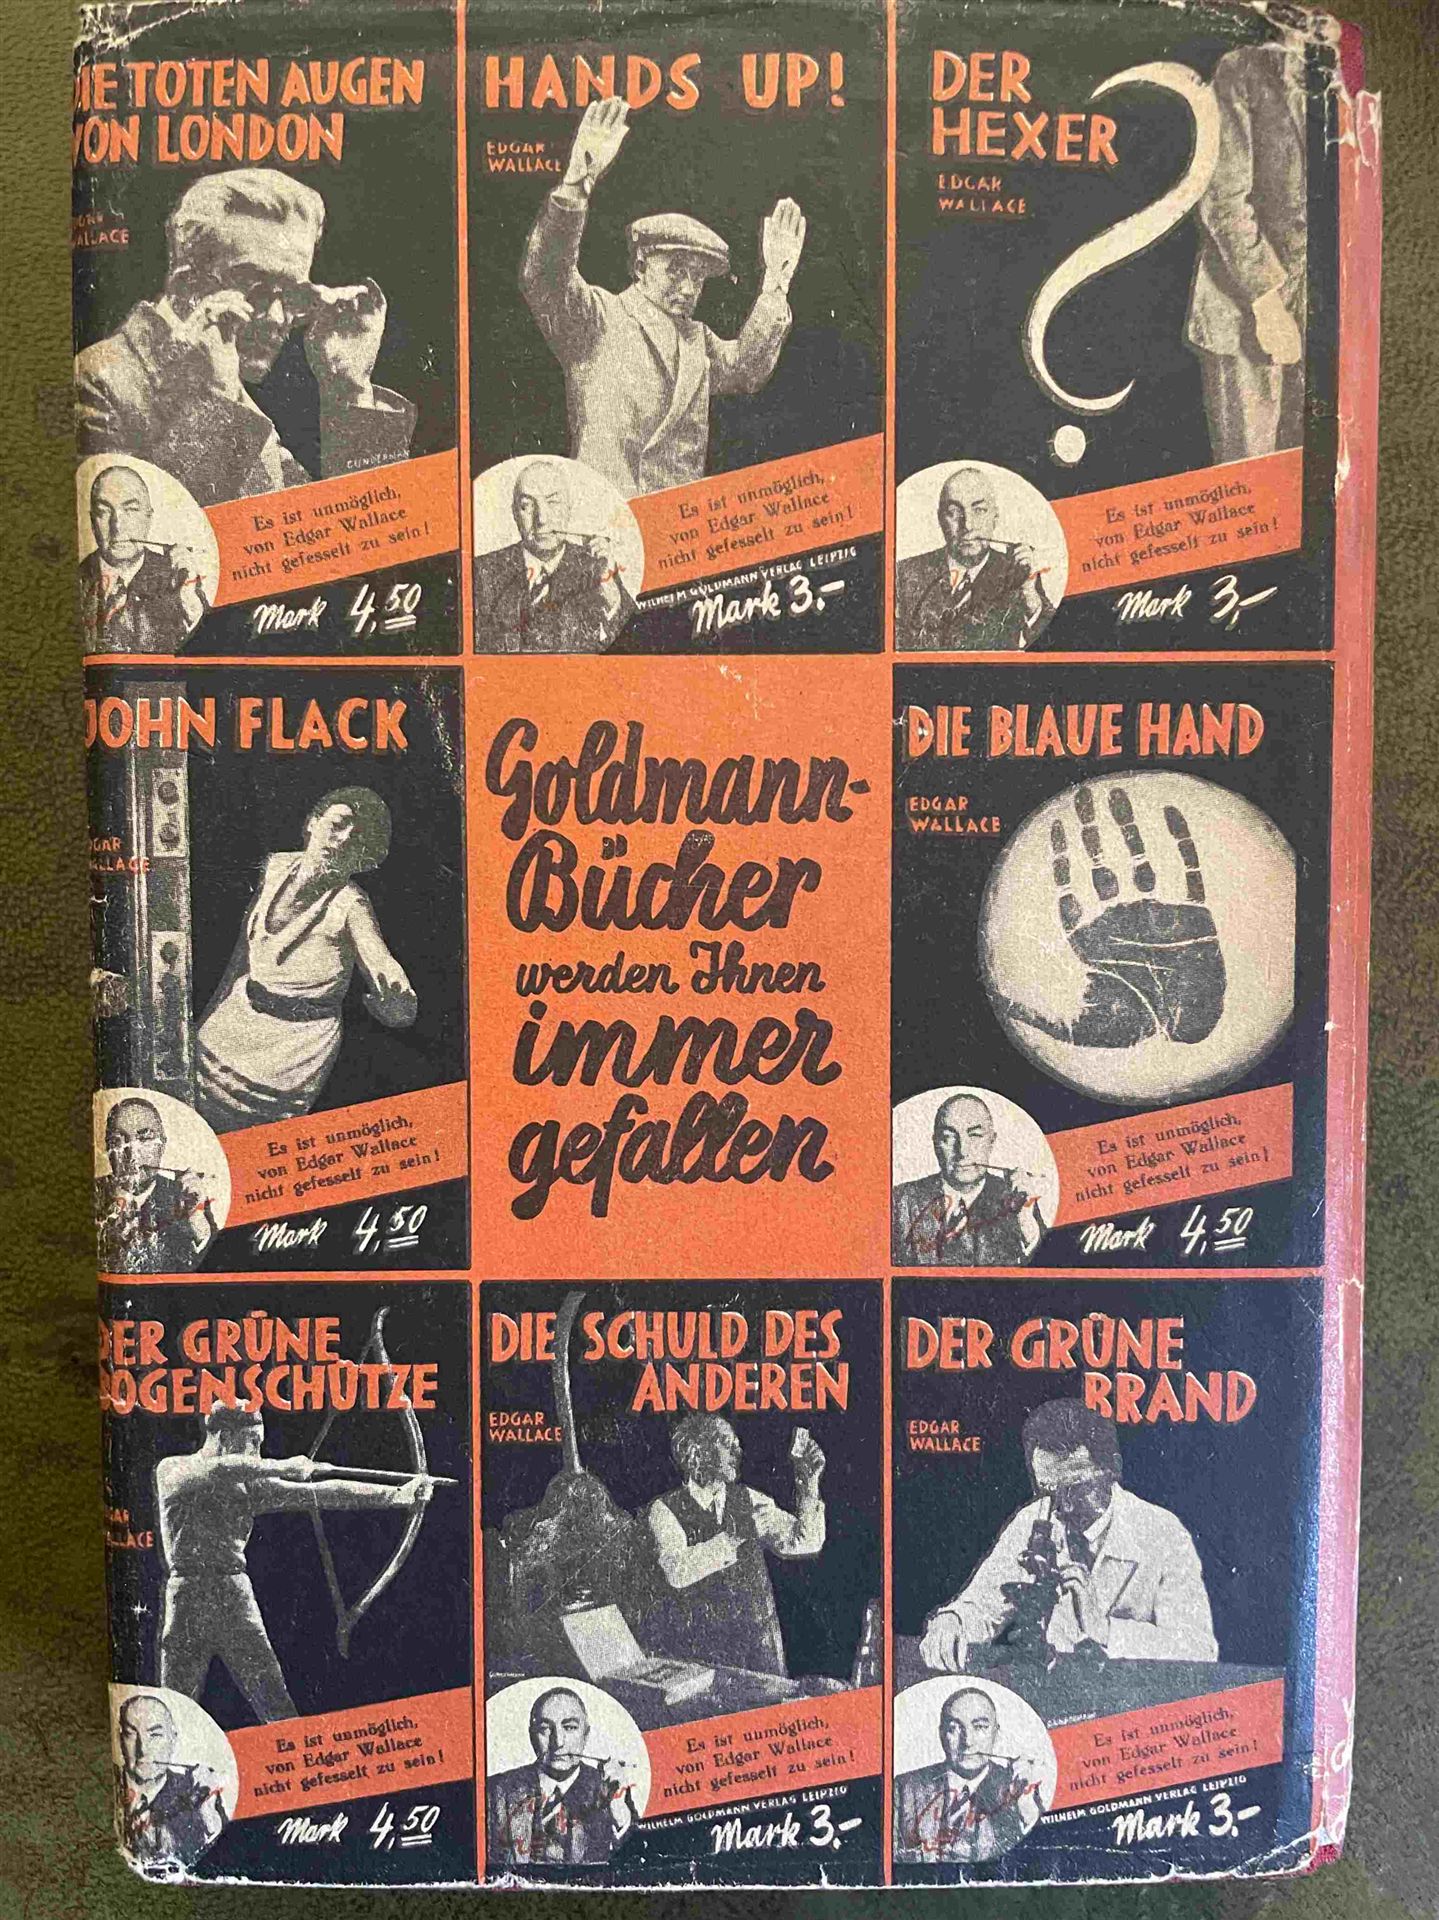 DIE TOTEN AUGEN
VON LONDON
EDGAR
WALLACE
GUNDERMANN
Es ist unmöglich,
von Edgar Wallace
nicht gefesselt zu sein!
Mark 4,50
HANDS UP!
EDGAR
WALLACE
Es ist unmöglich,
von Edgar Wallace
nicht gefesselt zu sein!
WILHELM GOLDMANN VERLAG LEIPZIG
Mark 3.-
DER
HEXER
EDGAR
WALLACE
Es ist unmöglich,
von Edgar Wallace
nicht gefesselt zu sein!
Mark 3,-
JOHN FLACK
EDGAR
WALLACE
Es ist unmöglich,
von Edgar Wallace
nicht gefesselt zu sein!
Mark 4,50
Goldmann-
Bücher
werden Ihnen
immer
gefallen
DIE BLAUE HAND
EDGAR
WALLACE
Es ist unmöglich,
von Edgar Wallace
nicht gefesselt zu sein!
Mark 4,50
DER GRÜNE
BOGENSCHÜTZE
EDGAR
WALLACE
Es ist unmöglich,
von Edgar Wallace
nicht gefesselt zu sein!
Mark 4,50
DIE SCHULD DES
ANDEREN
EDGAR
WALLACE
Es ist unmöglich,
von Edgar Wallace
nicht gefesselt zu sein!
WILHELM GOLDMANN VERLAG LEIPZIG
Mark 3.-
DER GRÜNE
BRAND
EDGAR
WALLACE
Es ist unmöglich,
von Edgar Wallace
nicht gefesselt zu sein!
WILHELM GOLDMANN VERLAG LEIPZIG
Mark 3.-